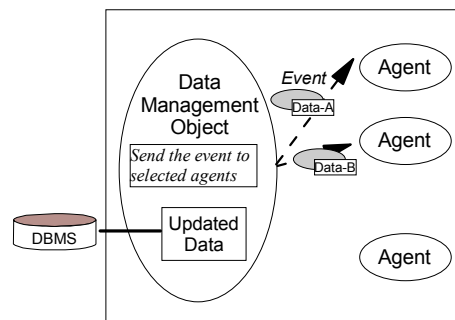 Data
Management
Object
Send the event to
selected agents
Updated
Data
DBMS
Event
Data-A
Data-B
Agent
Agent
Agent